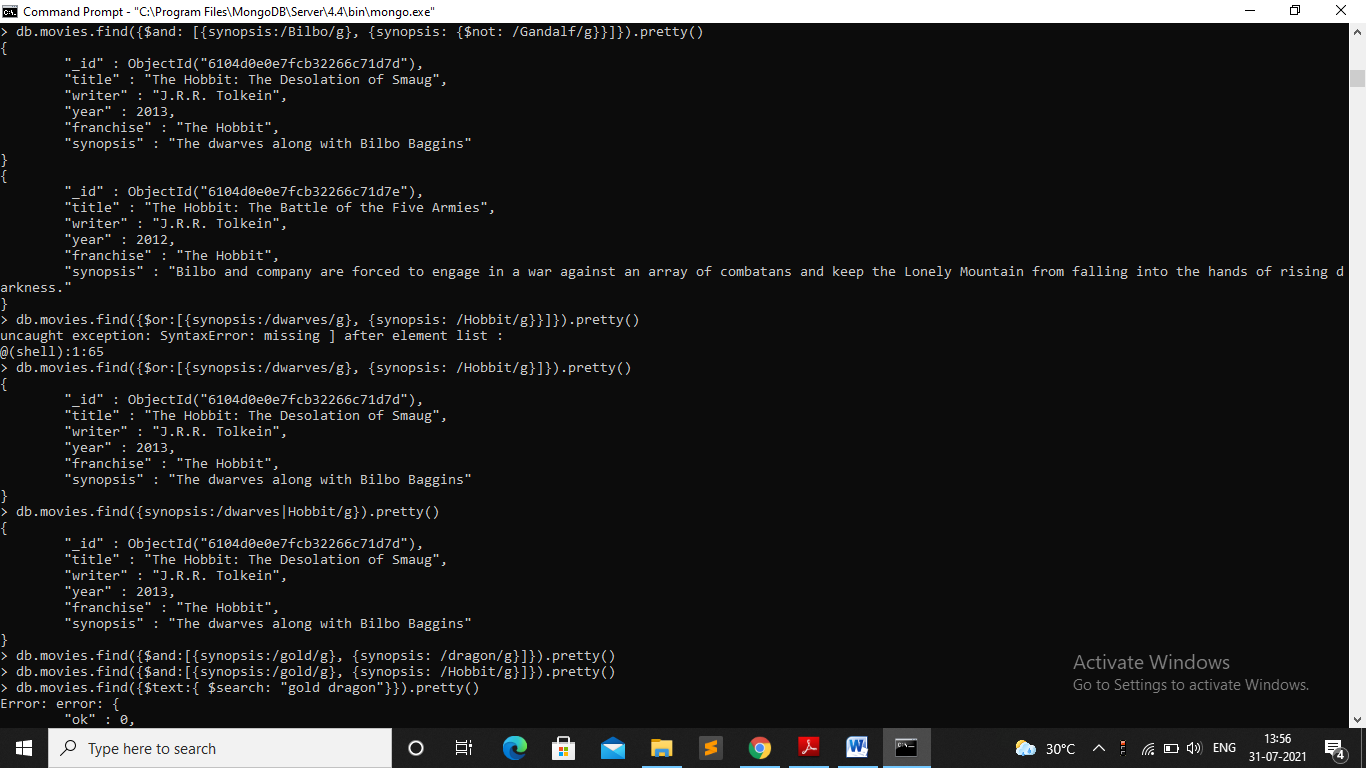 Command Prompt - "C:\Program Files\MongoDB\Server\4.4\bin\mongo.exe"
> db.movies.find({$and: [{synopsis:/Bilbo/g}, {synopsis: {$not: /Gandalf/g}}]}).pretty()
{
        "_id" : ObjectId("6104d0e0e7fcb32266c71d7d"),
        "title" : "The Hobbit: The Desolation of Smaug",
        "writer" : "J.R.R. Tolkein",
        "year" : 2013,
        "franchise" : "The Hobbit",
        "synopsis" : "The dwarves along with Bilbo Baggins"
}
{
        "_id" : ObjectId("6104d0e0e7fcb32266c71d7e"),
        "title" : "The Hobbit: The Battle of the Five Armies",
        "writer" : "J.R.R. Tolkein",
        "year" : 2012,
        "franchise" : "The Hobbit",
        "synopsis" : "Bilbo and company are forced to engage in a war against an array of combatans and keep the Lonely Mountain from falling into the hands of rising d
arkness."
}
> db.movies.find({$or:[{synopsis:/dwarves/g}, {synopsis: /Hobbit/g}}]}).pretty()
uncaught exception: SyntaxError: missing ] after element list :
@(shell):1:65
> db.movies.find({$or:[{synopsis:/dwarves/g}, {synopsis: /Hobbit/g}]}).pretty()
{
        "_id" : ObjectId("6104d0e0e7fcb32266c71d7d"),
        "title" : "The Hobbit: The Desolation of Smaug",
        "writer" : "J.R.R. Tolkein",
        "year" : 2013,
        "franchise" : "The Hobbit",
        "synopsis" : "The dwarves along with Bilbo Baggins"
}
> db.movies.find({synopsis:/dwarves|Hobbit/g}).pretty()
{
        "_id" : ObjectId("6104d0e0e7fcb32266c71d7d"),
        "title" : "The Hobbit: The Desolation of Smaug",
        "writer" : "J.R.R. Tolkein",
        "year" : 2013,
        "franchise" : "The Hobbit",
        "synopsis" : "The dwarves along with Bilbo Baggins"
}
> db.movies.find({$and:[{synopsis:/gold/g}, {synopsis: /dragon/g}]}).pretty()
> db.movies.find({$and:[{synopsis:/gold/g}, {synopsis: /Hobbit/g}]}).pretty()
> db.movies.find({$text:{ $search: "gold dragon"}}).pretty()
Error: error: {
        "ok" : 0,
Activate Windows
Go to Settings to activate Windows.
Type here to search
30°C
ENG
13:56
31-07-2021
4